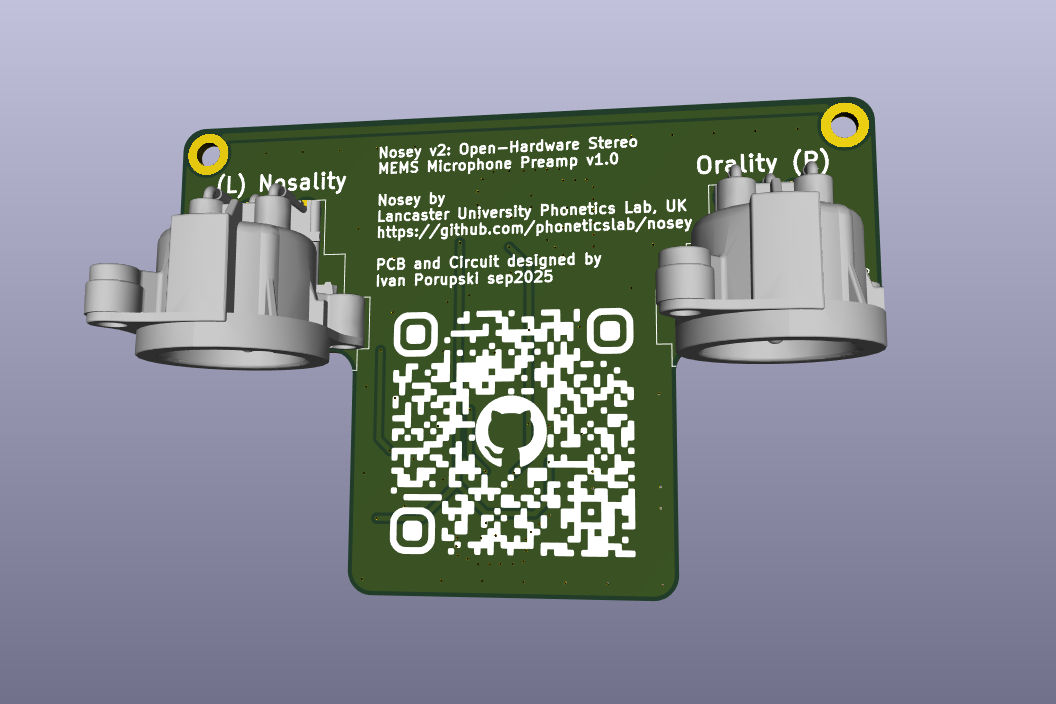 Nosey v2: Open-Hardware Stereo
MEMS Microphone Preamp v1.0
(L) Nasality
Orality (R)
Nosey by
Lancaster University Phonetics Lab, UK
https://github.com/phoneticslab/nosey
PCB and Circuit designed by
Ivan Porupski sep2025